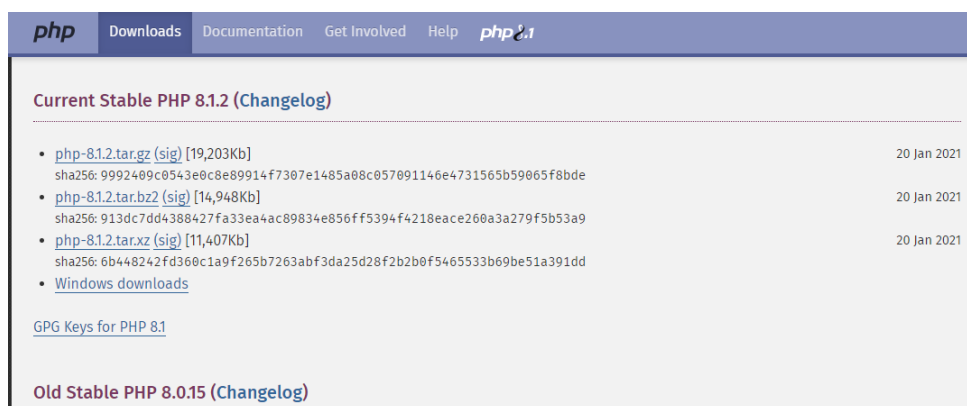 php Downloads Documentation Get Involved Help php8.1
Current Stable PHP 8.1.2 (Changelog)
• php-8.1.2.tar.gz (sig) [19,203Kb] 20 Jan 2021
sha256: 9992409c0543e0c8e89914f7307e1485a08c057091146e4731565b59065f8bde
• php-8.1.2.tar.bz2 (sig) [14,948Kb] 20 Jan 2021
sha256: 913dc7dd4388427fa33ea4ac89834e856ff5394f4218eace260a3a279f5b53a9
• php-8.1.2.tar.xz (sig) [11,407Kb] 20 Jan 2021
sha256: 6b448242fd360c1a9f265b7263abf3da25d28f2b2b0f5465533b69be51a391dd
• Windows downloads
GPG Keys for PHP 8.1
Old Stable PHP 8.0.15 (Changelog)